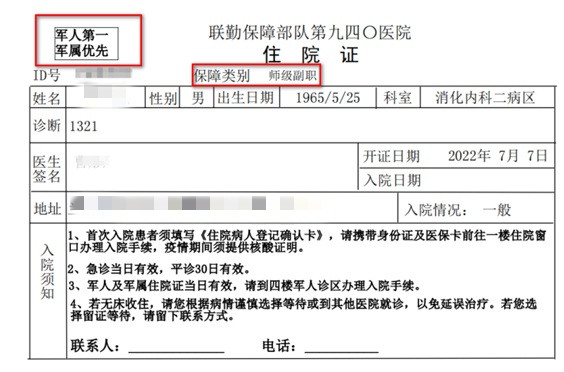 军人第一
军属优先
联勤保障部队第九四〇医院
住院证
ID号
保障类别 师级副职
姓名 性别 男 出生日期 1965/5/25 科室 消化内科二病区
诊断 1321
医生签名
开证日期 2022年 7月 7日
入院日期
地址 入院情况: 一般
入院须知
1、首次入院患者须填写《住院病人登记确认卡》,请携带身份证及医保卡前往一楼住院窗
口办理入院手续,疫情期间须提供核酸证明。
2、急诊当日有效,平诊30日有效。
3、军人及军属住院证当日有效,请到四楼军人诊区办理入院手续。
4、若无床收住,请您根据病情谨慎选择等待或到其他医院就诊,以免延误治疗。若您选
择留证等待,请留下联系方式。
联系人: 电话: